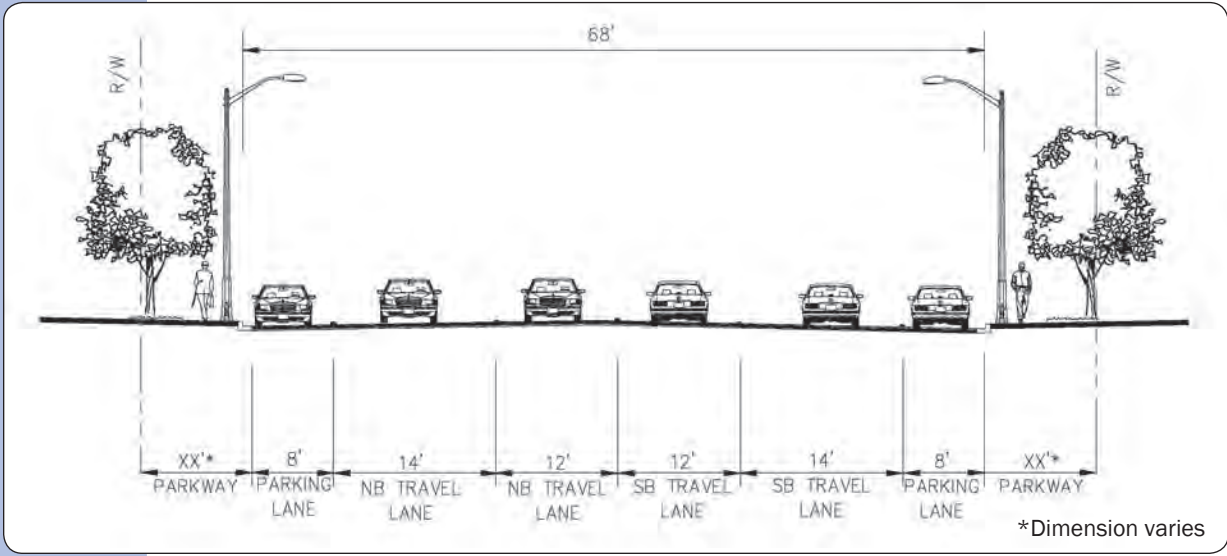 68'
R/W
R/W
XX'*
8'
14'
12'
12'
14'
8'
XX'*
PARKWAY
PARKING
LANE
NB TRAVEL
LANE
NB TRAVEL
LANE
SB TRAVEL
LANE
SB TRAVEL
LANE
PARKING
LANE
PARKWAY
*Dimension varies